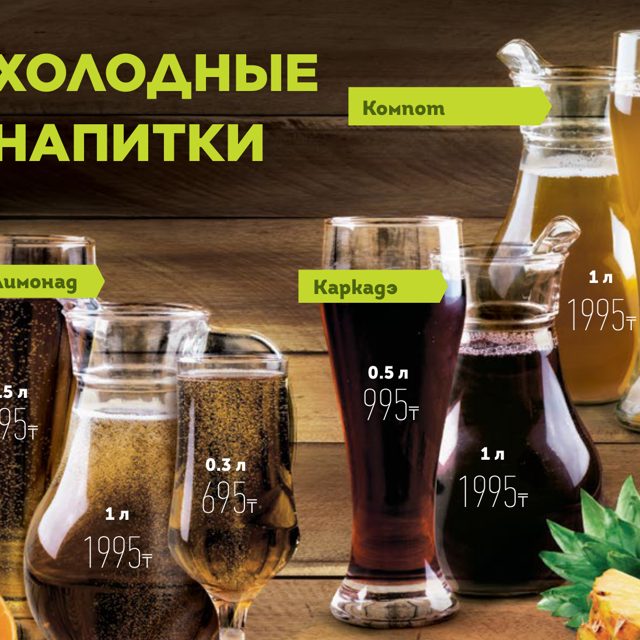 ХОЛОДНЫЕ
НАПИТКИ
Компот
1 л
1995₸
Лимонад
Каркадэ
0.5 л
995₸
0.3 л
695₸
1 л
1995₸
1 л
1995₸